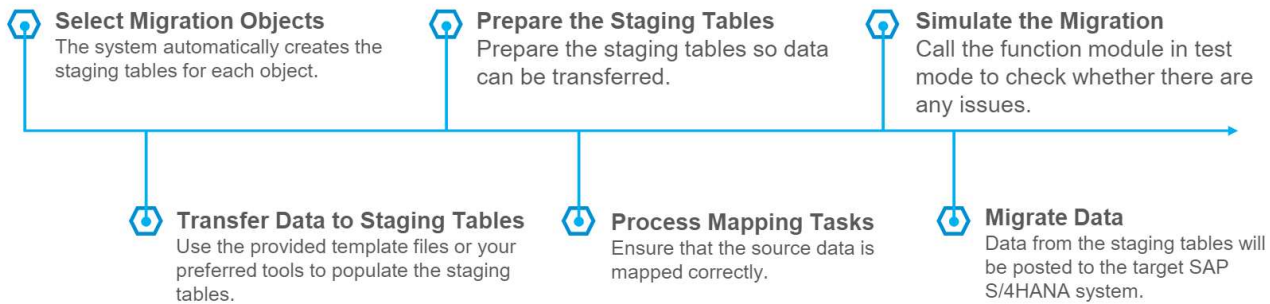 Select Migration Objects
The system automatically creates the
staging tables for each object.
Transfer Data to Staging Tables
Use the provided template files or your
preferred tools to populate the staging
tables.
Prepare the Staging Tables
Prepare the staging tables so data
can be transferred.
Process Mapping Tasks
Ensure that the source data is
mapped correctly.
Simulate the Migration
Call the function module in test
mode to check whether there are
any issues.
Migrate Data
Data from the staging tables will
be posted to the target SAP
S/4HANA system.